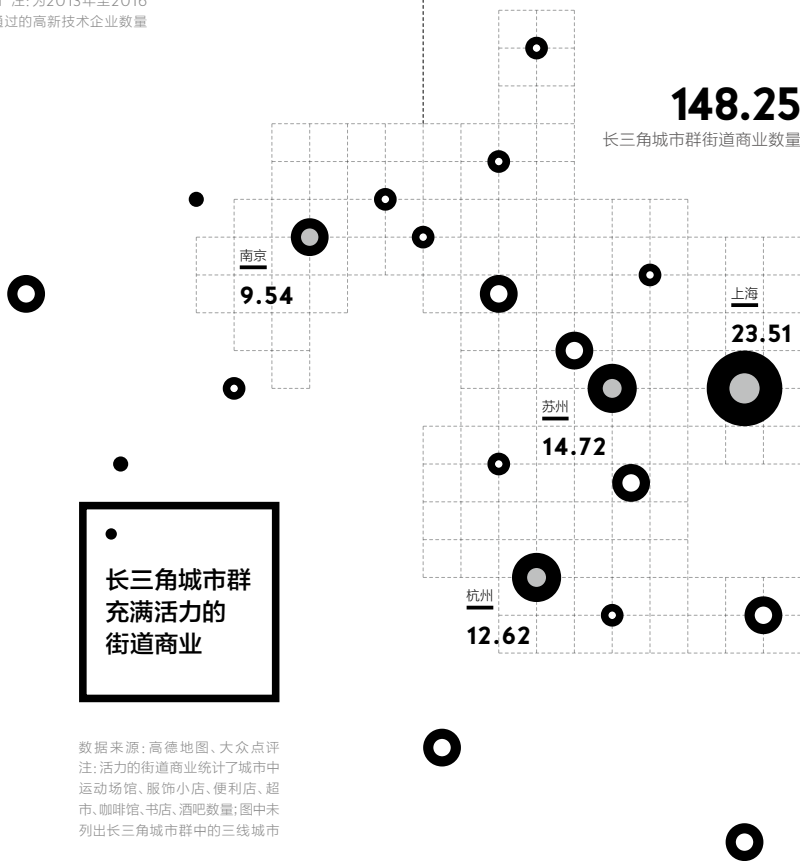 注:为2013年至2016
通过的高新技术企业数量
148.25
长三角城市群街道商业数量
南京
9.54
上海
23.51
苏州
14.72
杭州
12.62
长三角城市群
充满活力的
街道商业
数据来源:高德地图、大众点评
注:活力的街道商业统计了城市中
运动场馆、服饰小店、便利店、超
市、咖啡馆、书店、酒吧数量;图中未
列出长三角城市群中的三线城市